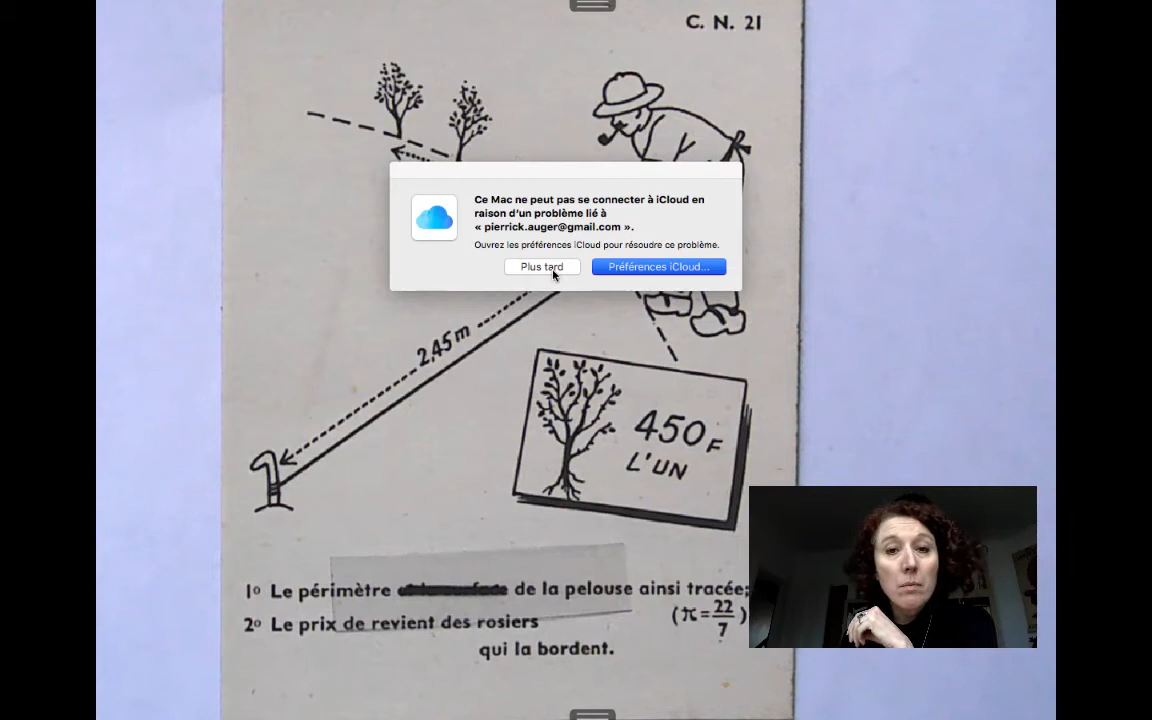 C. N. 21
Ce Mac ne peut pas se connecter à iCloud en
raison d'un problème lié à
« pierrick.auger@gmail.com ».
Ouvrez les préférences iCloud pour résoudre ce problème.
Plus tard
Préférences iCloud...
2,45 m
450 F
L'UN
1º Le périmètre de la pelouse ainsi tracée;
(π = 22/7)
2º Le prix de revient des rosiers
qui la bordent.